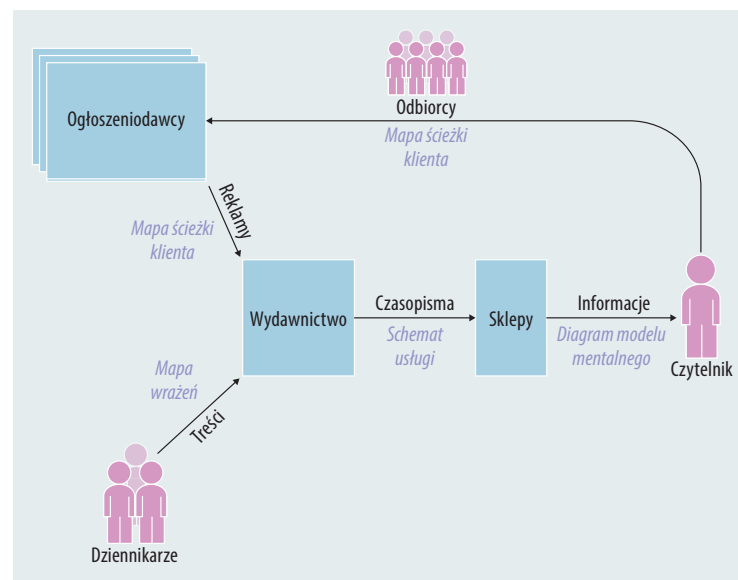 Odbiorcy
Mapa ścieżki
klienta
Ogłoszeniodawcy
Reklamy
Mapa ścieżki
klienta
Wydawnictwo
Czasopisma
Schemat
usługi
Sklepy
Informacje
Diagram modelu
mentalnego
Czytelnik
Mapa
wrażeń
Treści
Dziennikarze